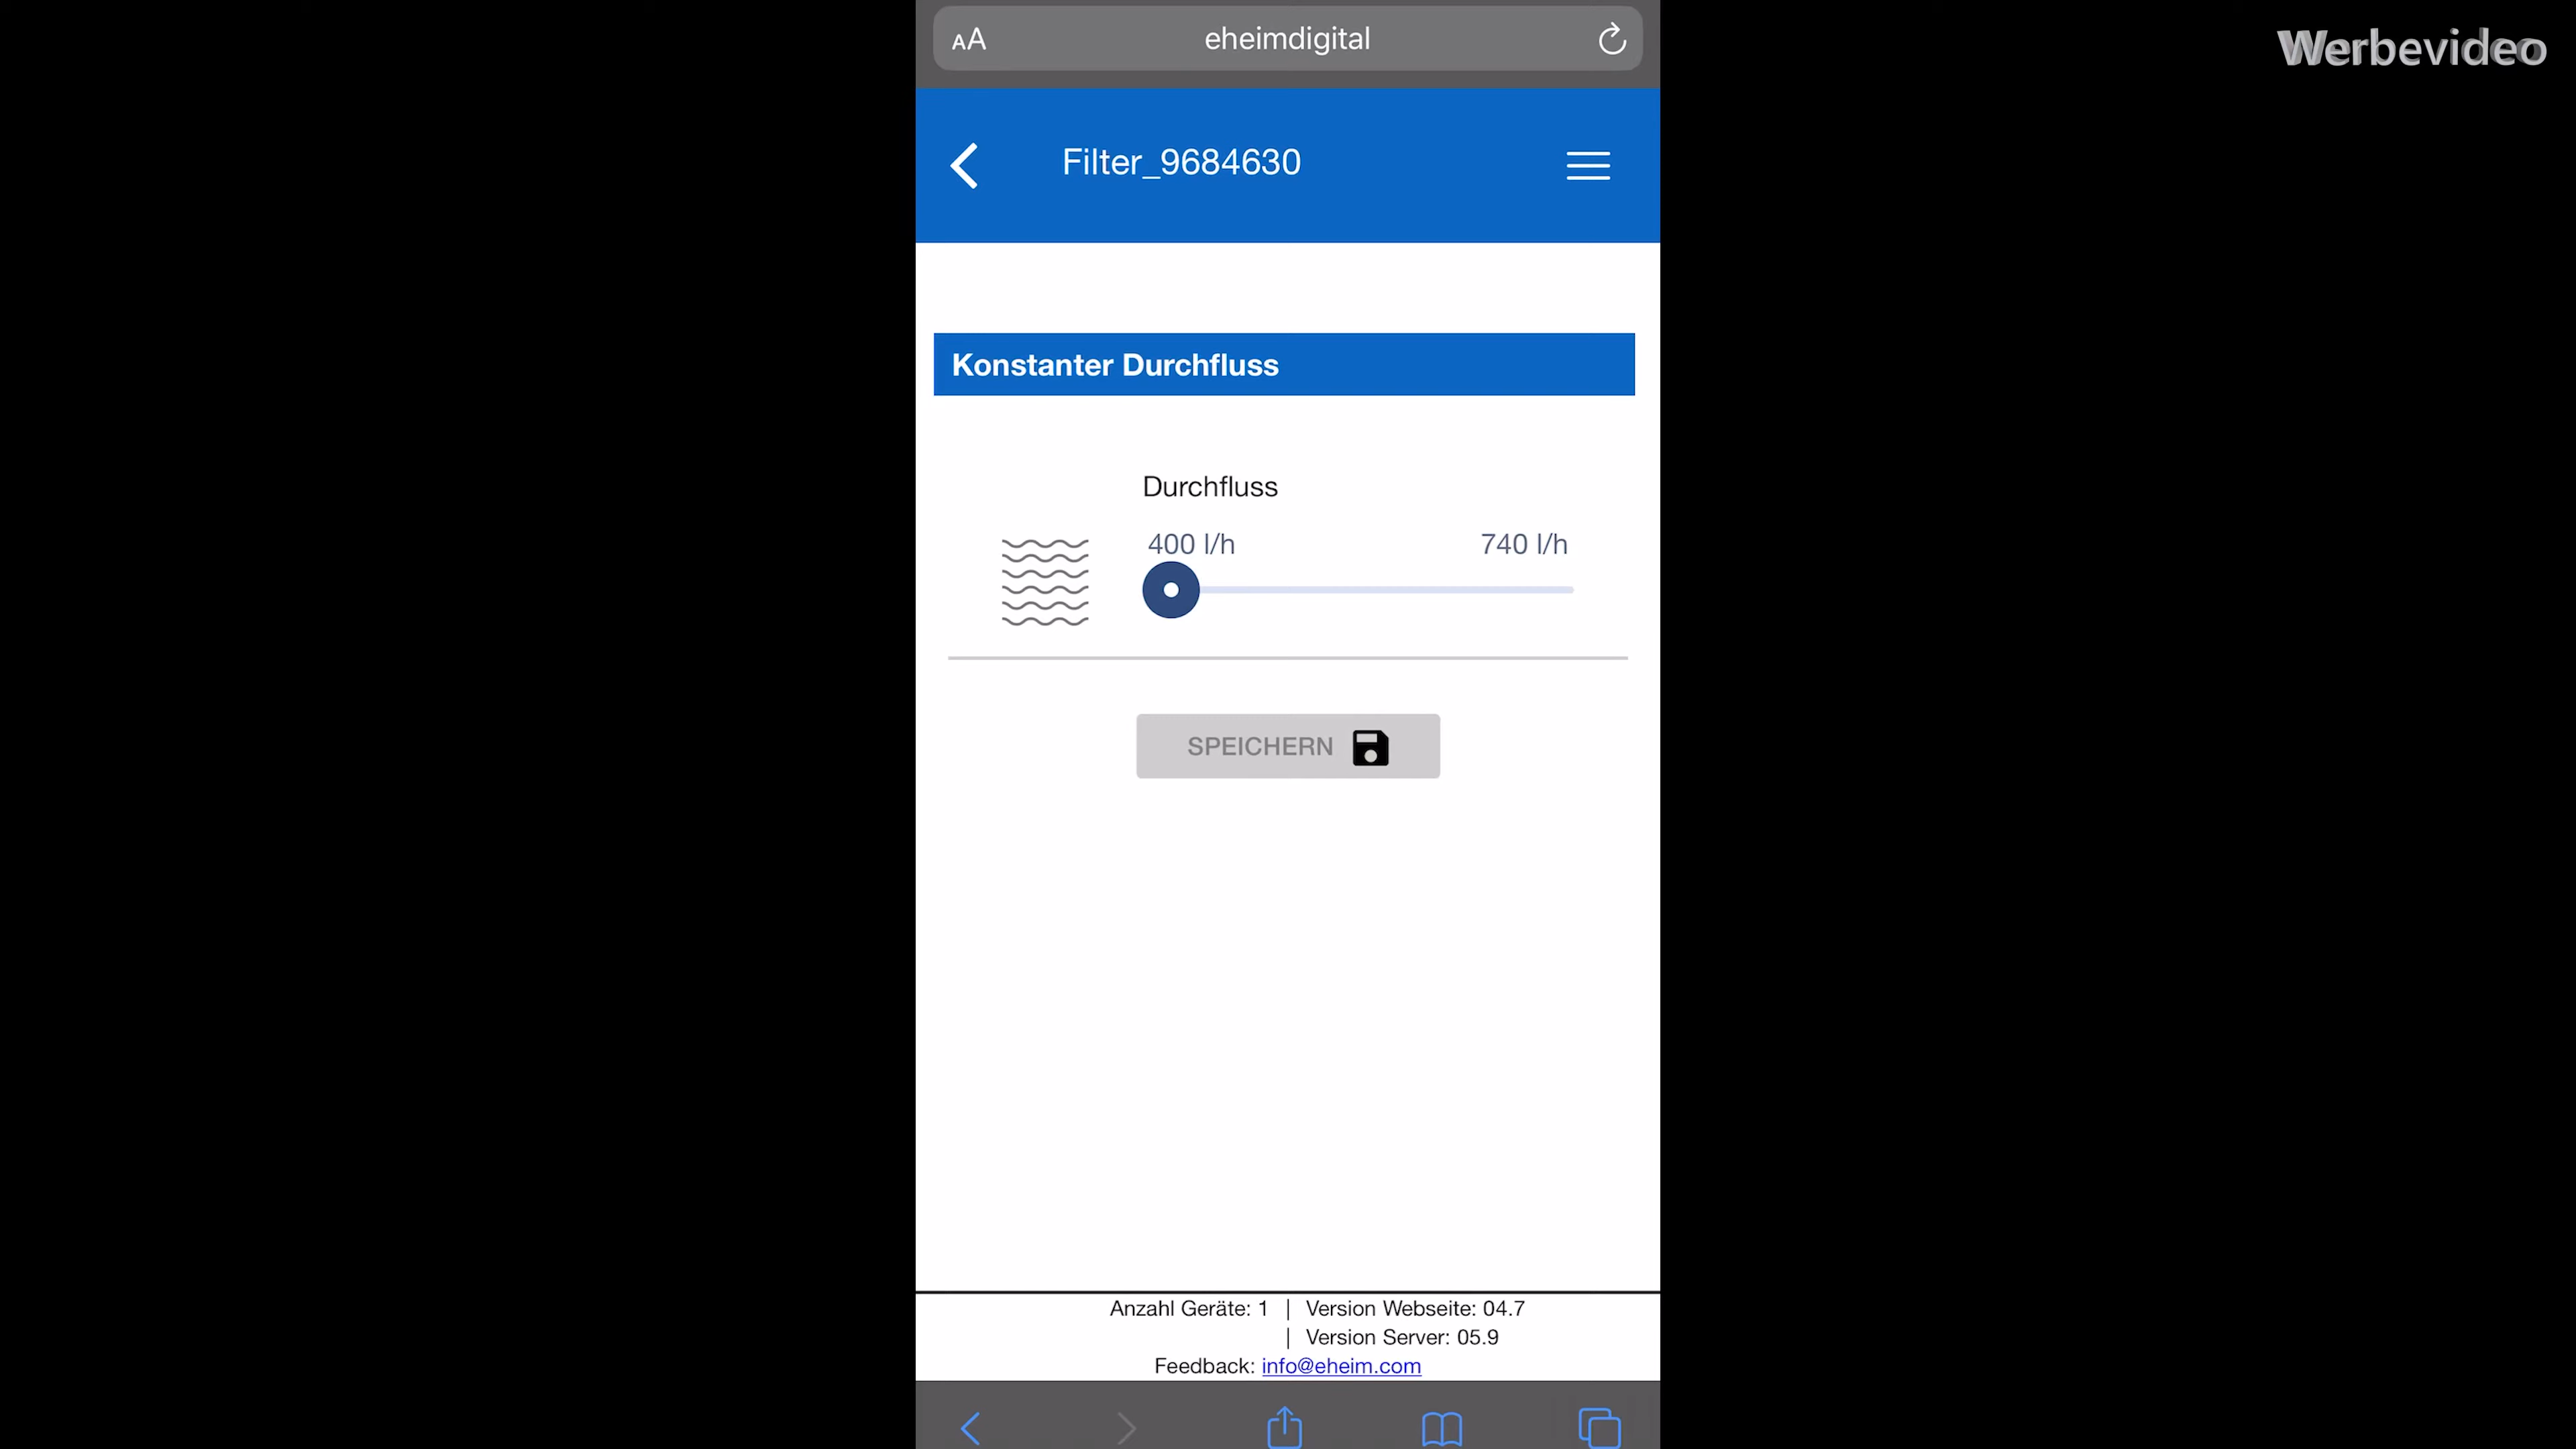 AA eheimdigital
Werbevideo
Filter_9684630
Konstanter Durchfluss
Durchfluss
400 l/h 740 l/h
SPEICHERN
Anzahl Geräte: 1 | Version Webseite: 04.7
| Version Server: 05.9
Feedback: info@eheim.com